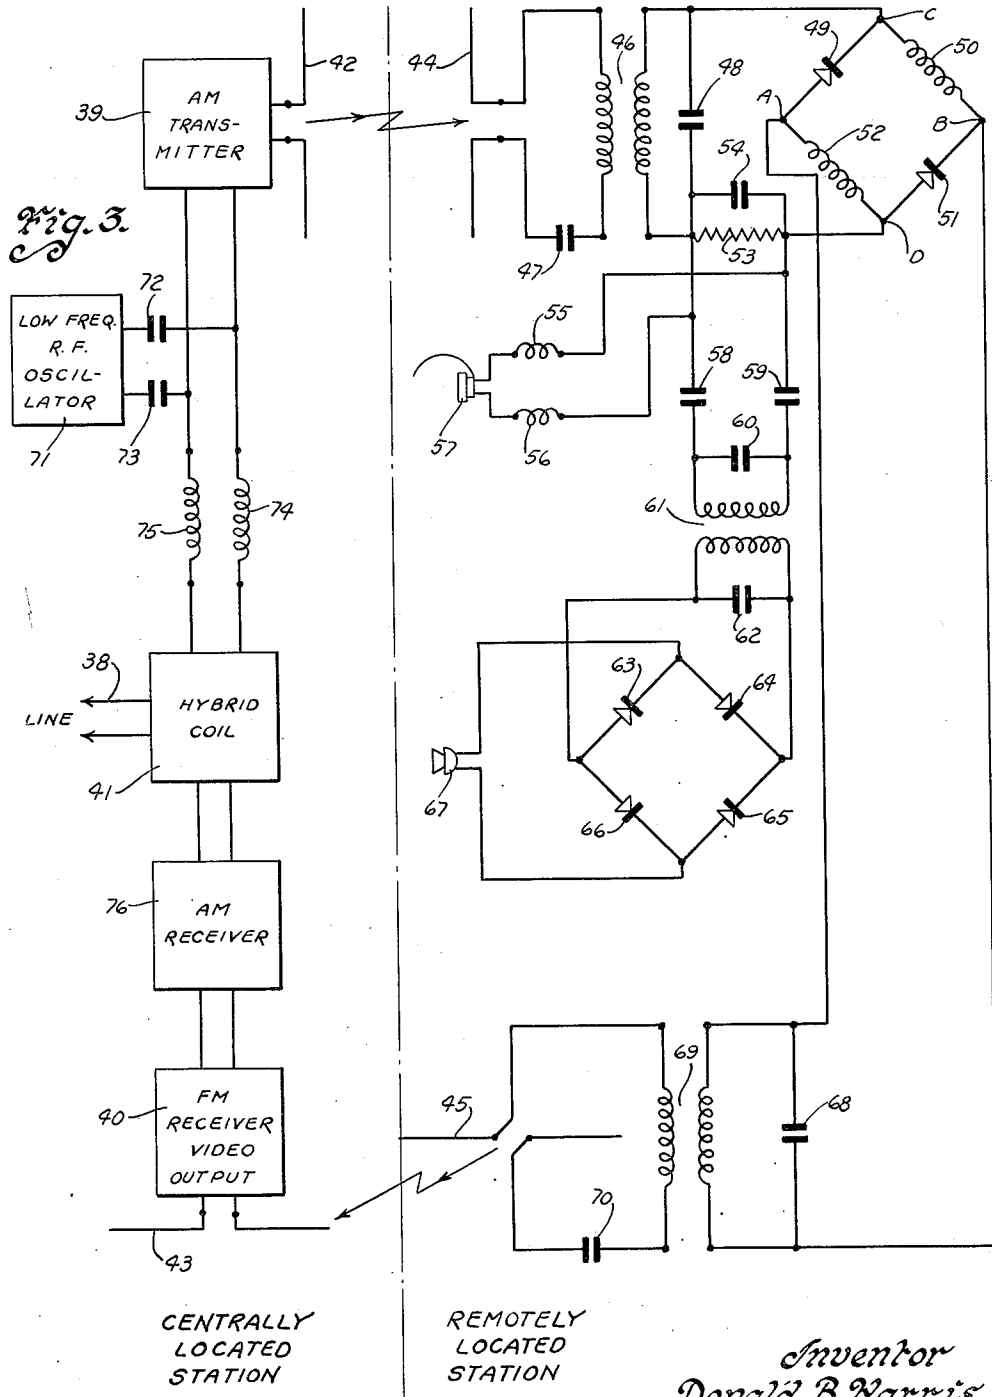 42
44
46
49
C
50
48
39
AM
TRANS-
MITTER
A
B
52
54
51
Fig. 3.
53
D
47
72
LOW FREQ.
R. F.
OSCIL-
LATOR
55
58
59
57
56
60
71
73
75
74
61
62
38
LINE
HYBRID
COIL
63
64
41
67
66
65
76
AM
RECEIVER
69
40
FM
RECEIVER
VIDEO
OUTPUT
45
68
70
43
CENTRALLY
LOCATED
STATION
REMOTELY
LOCATED
STATION
Inventor
Donald B. Harris